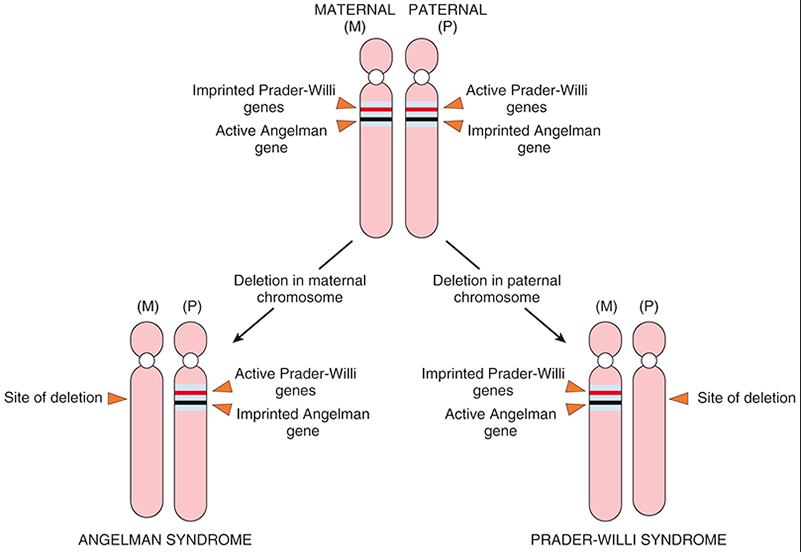 MATERNAL
(M)
PATERNAL
(P)
Imprinted Prader-Willi
genes
Active Angelman
gene
Active Prader-Willi
genes
Imprinted Angelman
gene
Deletion in maternal
chromosome
Deletion in paternal
chromosome
(M) (P)
Site of deletion
Active Prader-Willi
genes
Imprinted Angelman
gene
ANGELMAN SYNDROME
(M) (P)
Imprinted Prader-Willi
genes
Active Angelman
gene
Site of deletion
PRADER-WILLI SYNDROME